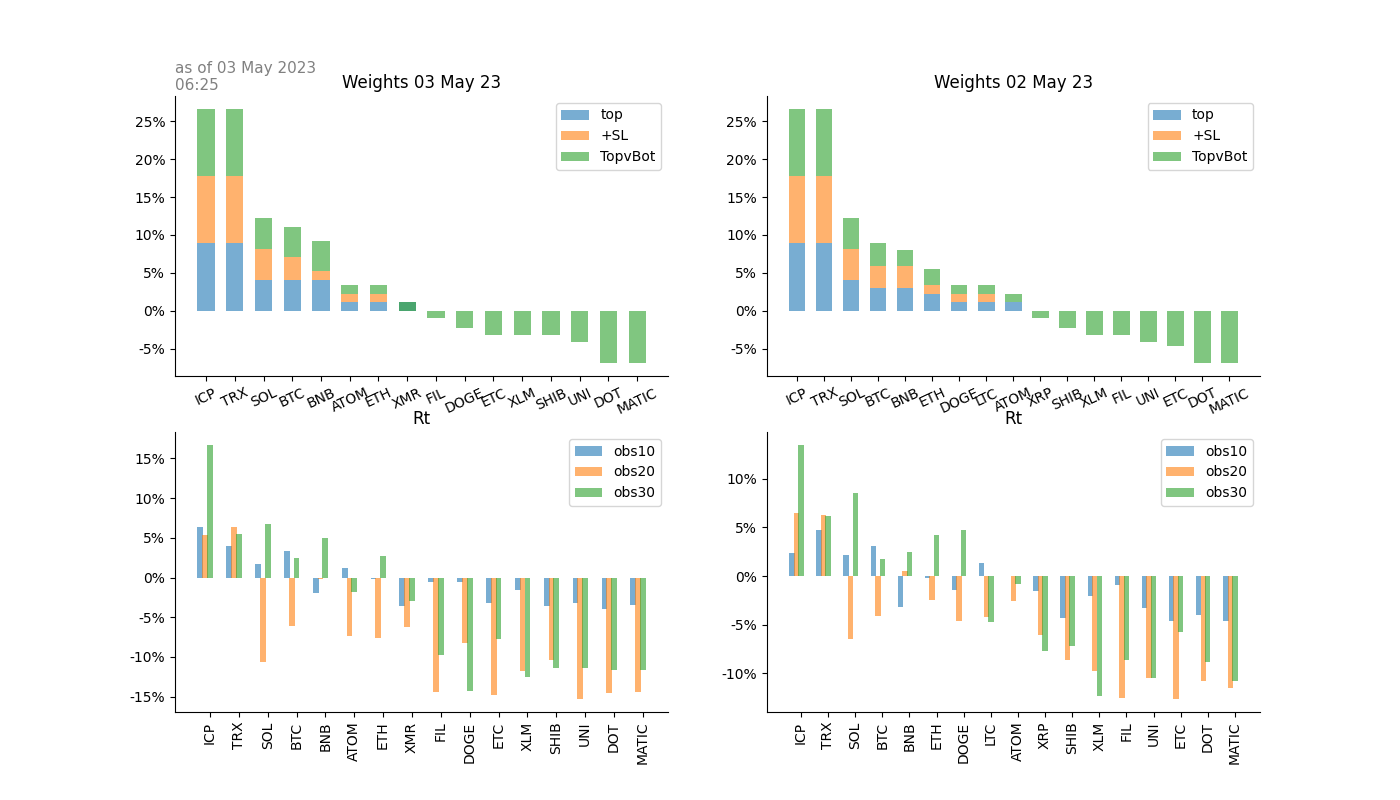 as of 03 May 2023
06:25
Weights 03 May 23
25%
20%
15%
10%
5%
0%
-5%
top
+SL
TopvBot
ICP TRX SOL BTC BNB ATOM ETH XMR FIL DOGE ETC XLM SHIB UNI DOT MATIC
Weights 02 May 23
25%
20%
15%
10%
5%
0%
-5%
top
+SL
TopvBot
ICP TRX SOL BTC BNB ETH DOGE LTC ATOM XRP SHIB XLM FIL UNI ETC DOT MATIC
Rt
15%
10%
5%
0%
-5%
-10%
-15%
obs10
obs20
obs30
ICP TRX SOL BTC BNB ATOM ETH XMR FIL DOGE ETC XLM SHIB UNI DOT MATIC
Rt
10%
5%
0%
-5%
-10%
obs10
obs20
obs30
ICP TRX SOL BTC BNB ETH DOGE LTC ATOM XRP SHIB XLM FIL UNI ETC DOT MATIC